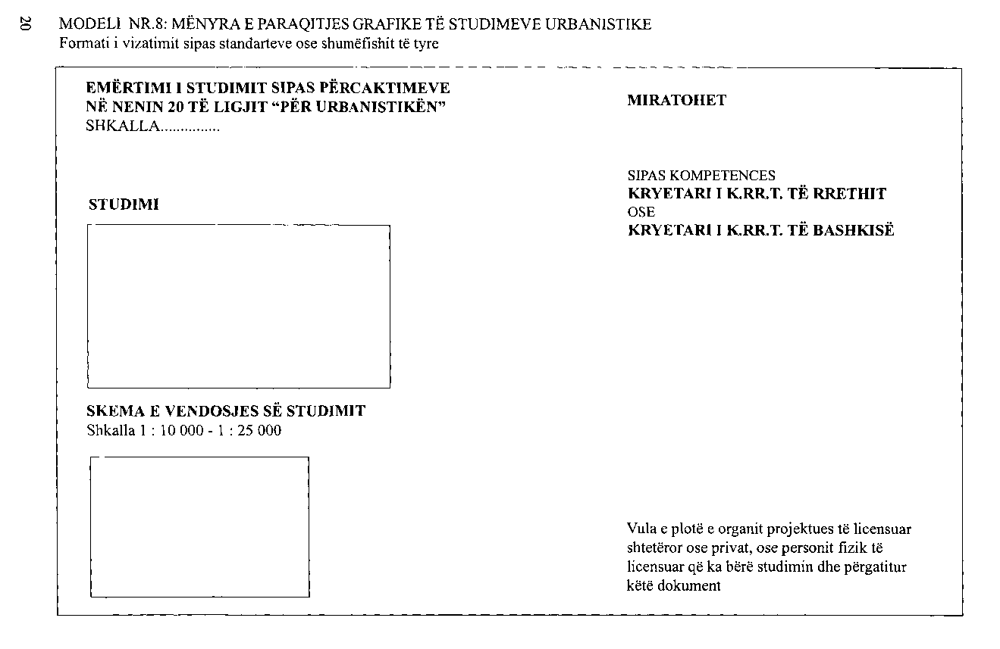 20
MODELI NR.8: MËNYRA E PARAQITJES GRAFIKE TË STUDIMEVE URBANISTIKE
Formati i vizatimit sipas standarteve ose shumëfishit të tyre
EMËRTIMI I STUDIMIT SIPAS PËRCAKTIMEVE
NË NENIN 20 TË LIGJIT “PËR URBANISTIKËN”
SHKALLA...............
STUDIMI
SKEMA E VENDOSJES SË STUDIMIT
Shkalla 1 : 10 000 - 1 : 25 000
MIRATOHET
SIPAS KOMPETENCES
KRYETARI I K.RR.T. TË RRETHIT
OSE
KRYETARI I K.RR.T. TË BASHKISË
Vula e plotë e organit projektues të licensuar
shtetëror ose privat, ose personit fizik të
licensuar që ka bërë studimin dhe përgatitur
këtë dokument